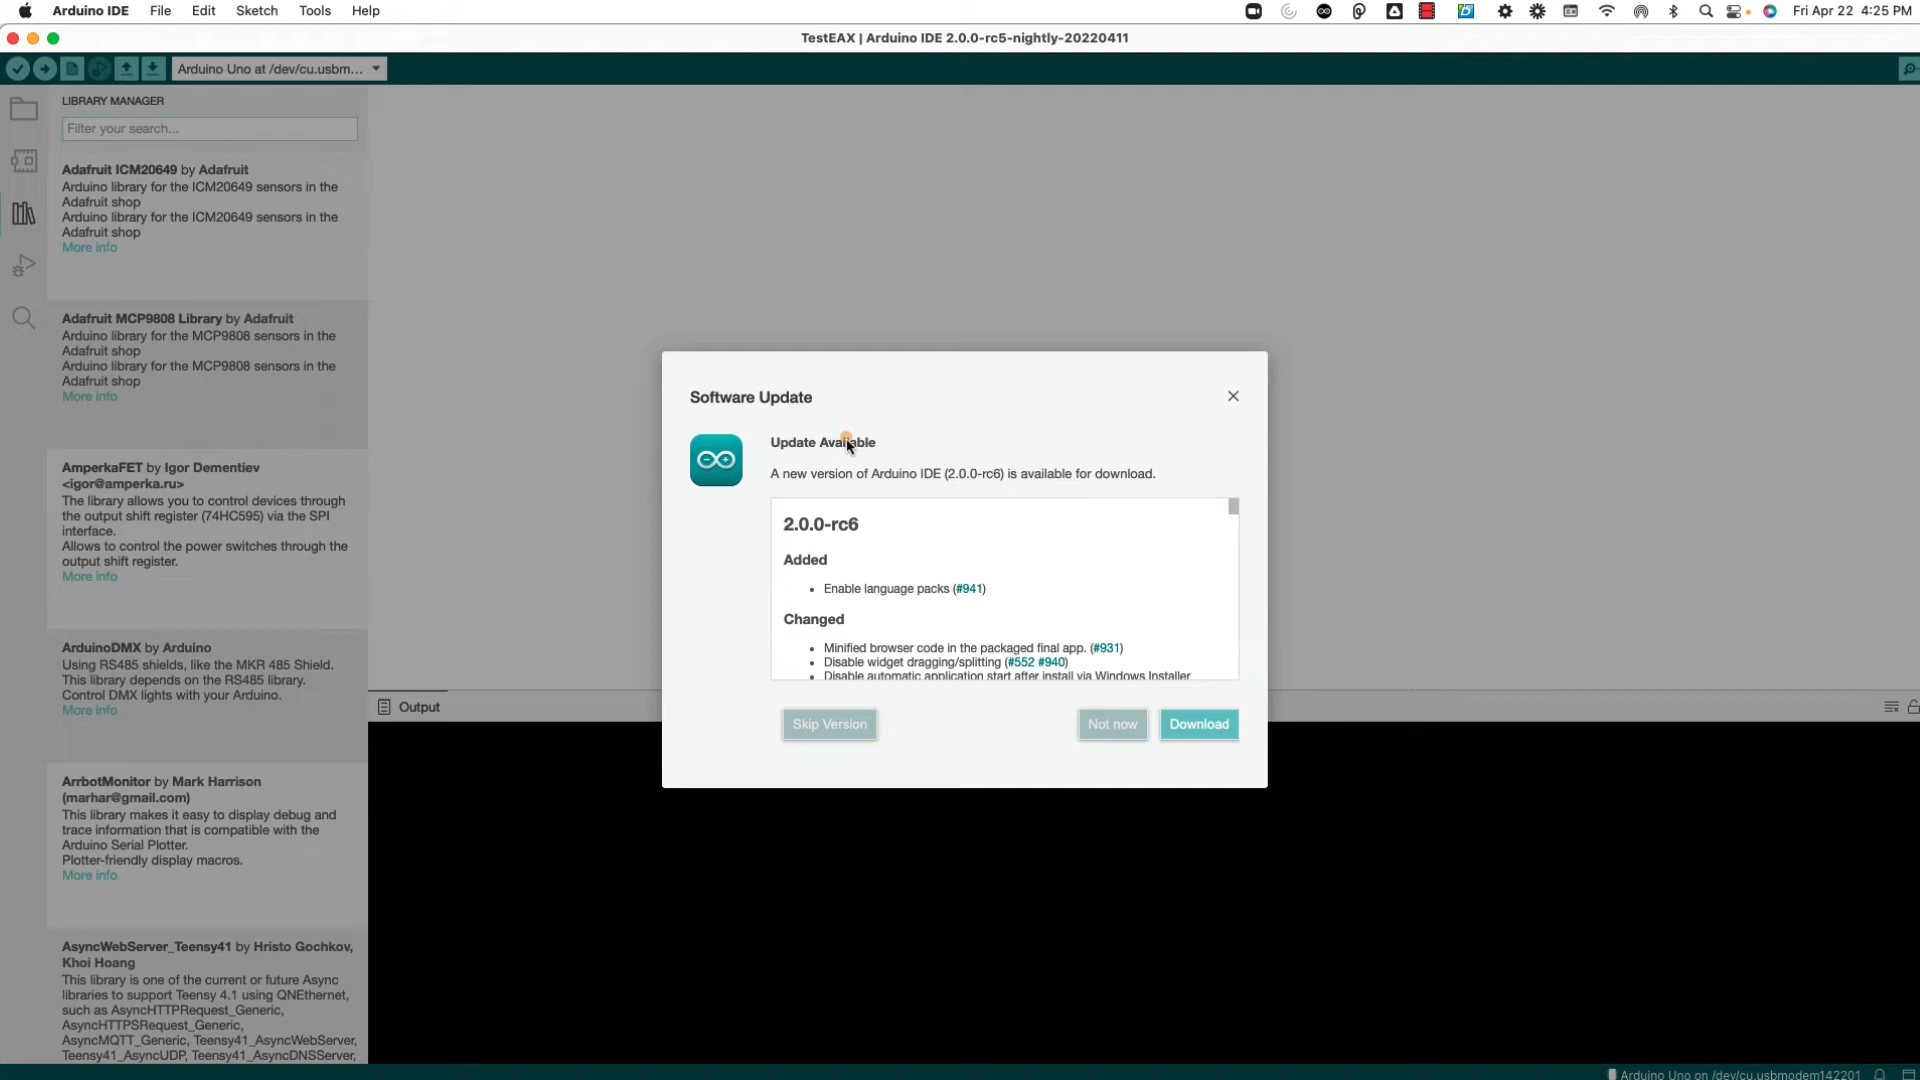 Arduino IDE File Edit Sketch Tools Help
Fri Apr 22 4:25 PM
TestEAX | Arduino IDE 2.0.0-rc5-nightly-20220411
Arduino Uno at /dev/cu.usbm...
LIBRARY MANAGER
Filter your search...
Adafruit ICM20649 by Adafruit
Arduino library for the ICM20649 sensors in the
Adafruit shop
Arduino library for the ICM20649 sensors in the
Adafruit shop
More info
Adafruit MCP9808 Library by Adafruit
Arduino library for the MCP9808 sensors in the
Adafruit shop
Arduino library for the MCP9808 sensors in the
Adafruit shop
More info
AmperkaFET by Igor Dementiev
<igor@amperka.ru>
The library allows you to control devices through
the output shift register (74HC595) via the SPI
interface.
Allows to control the power switches through the
output shift register.
More info
ArduinoDMX by Arduino
Using RS485 shields, like the MKR 485 Shield.
This library depends on the RS485 library.
Control DMX lights with your Arduino.
More info
ArrbotMonitor by Mark Harrison
(marhar@gmail.com)
This library makes it easy to display debug and
trace information that is compatible with the
Arduino Serial Plotter.
Plotter-friendly display macros.
More info
AsyncWebServer_Teensy41 by Hristo Gochkov,
Khoi Hoang
This library is one of the current or future Async
libraries to support Teensy 4.1 using QNEthernet,
such as AsyncHTTPRequest_Generic,
AsyncHTTPSRequest_Generic,
AsyncMQTT_Generic, Teensy41_AsyncWebServer,
Teensy41_AsyncUDP, Teensy41_AsyncDNSServer,
Software Update
Update Available
A new version of Arduino IDE (2.0.0-rc6) is available for download.
2.0.0-rc6
Added
• Enable language packs (#941)
Changed
• Minified browser code in the packaged final app. (#931)
• Disable widget dragging/splitting (#552 #940)
• Disable automatic application start after install via Windows Installer
Skip Version
Not now
Download
Output
Arduino Uno on /dev/cu.usbmodem142201